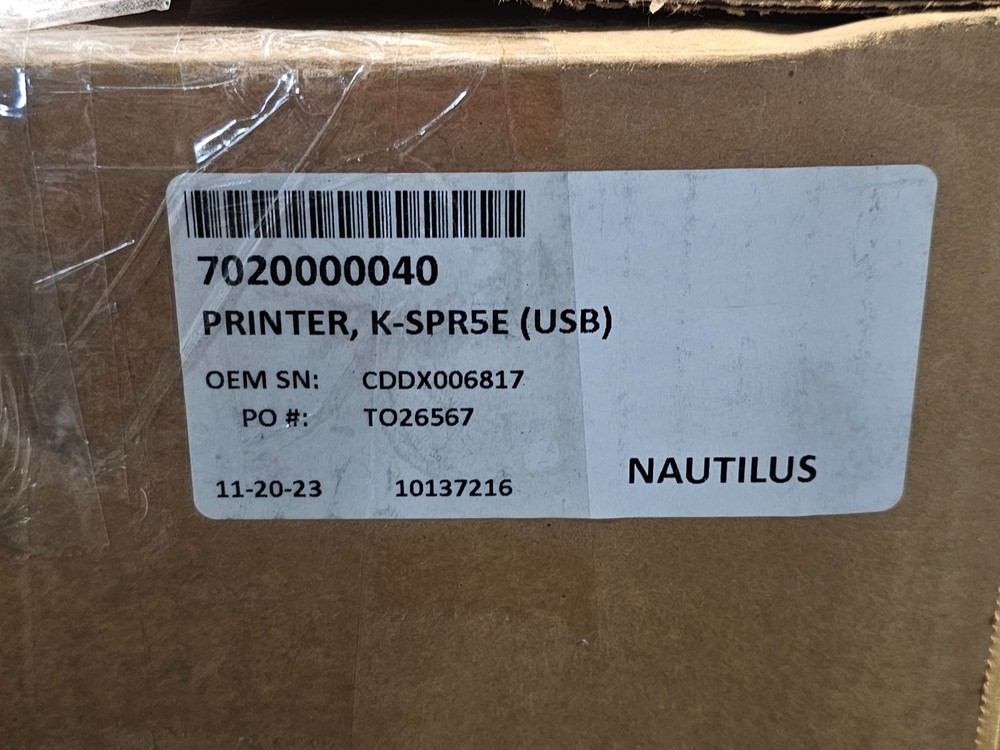 7020000040
PRINTER, K-SPR5E (USB)
OEM SN: CDDX006817
PO #: TO26567
11-20-23 10137216
NAUTILUS